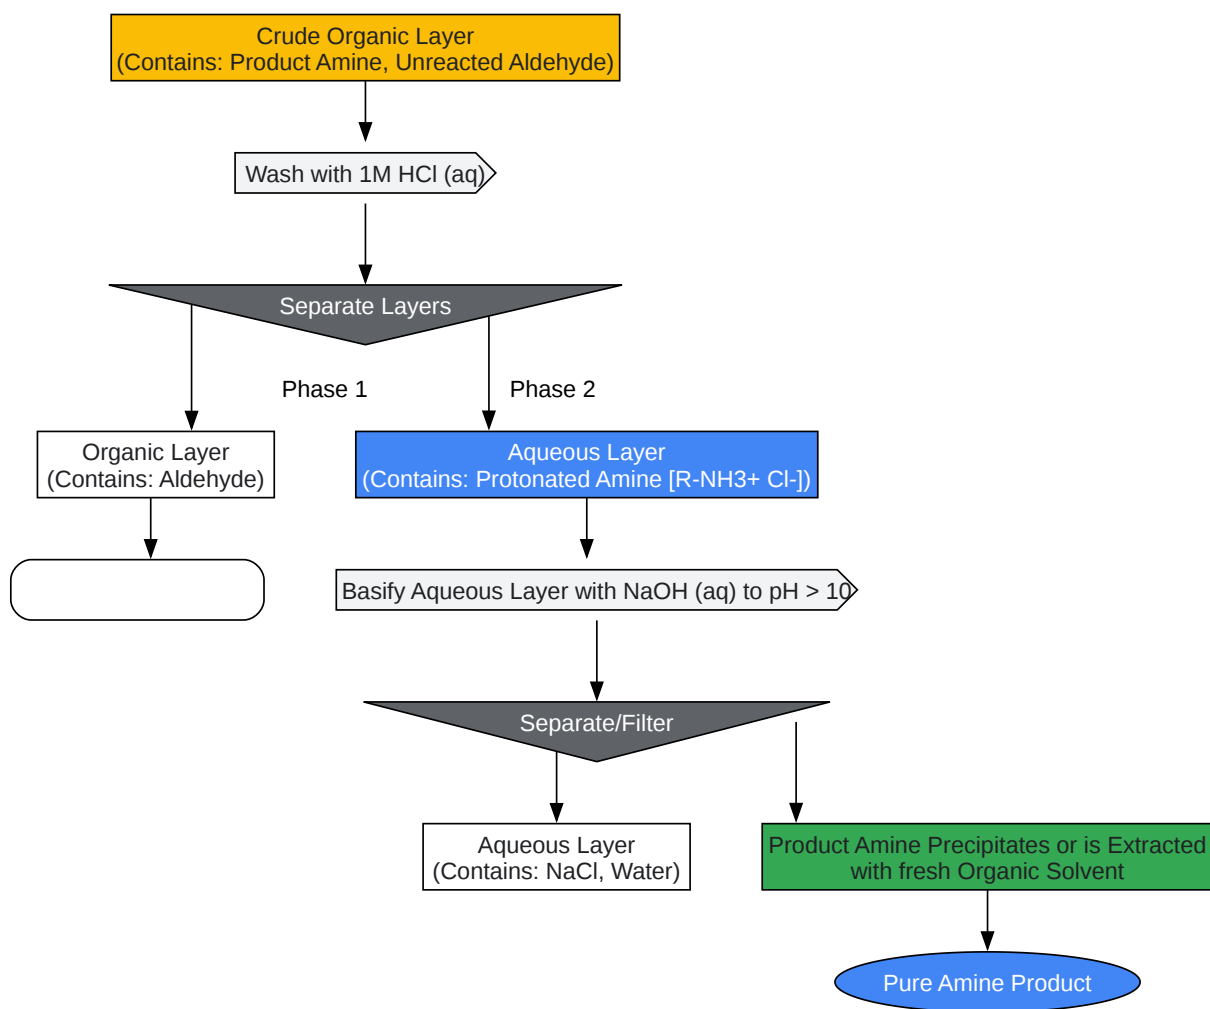 Crude Organic Layer
(Contains: Product Amine, Unreacted Aldehyde)
Wash with 1M HCl (aq)
Separate Layers
Phase 1
Phase 2
Organic Layer
(Contains: Aldehyde)
Aqueous Layer
(Contains: Protonated Amine [R-NH3+ Cl-])
Basify Aqueous Layer with NaOH (aq) to pH > 10
Separate/Filter
Aqueous Layer
(Contains: NaCl, Water)
Product Amine Precipitates or is Extracted
with fresh Organic Solvent
Pure Amine Product